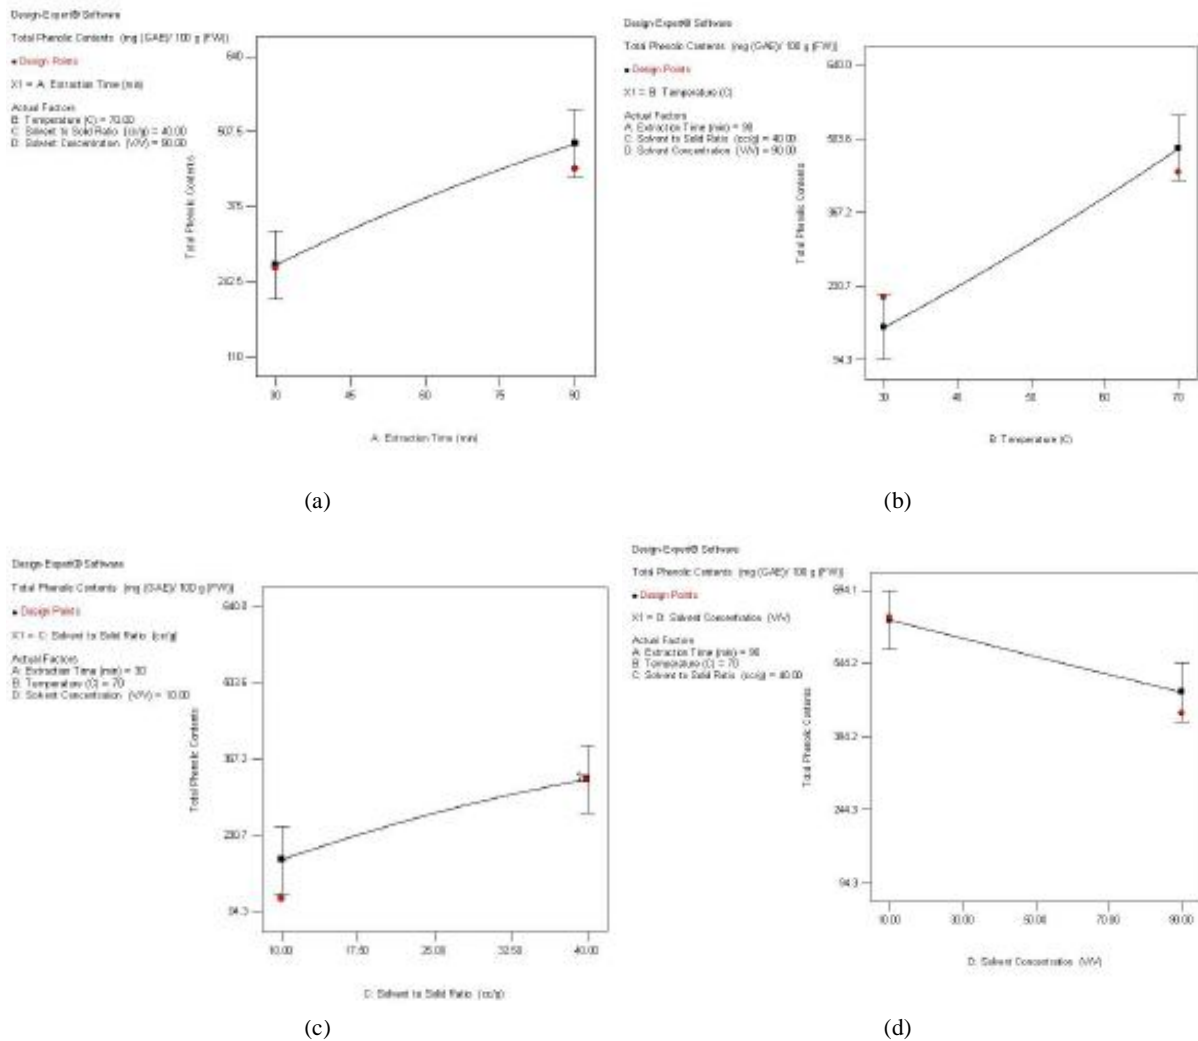 Design-Expert® Software
Total Phenolic Contents (mg (GAE)/ 100 g (FW))
Design Points
X1 = A: Extraction Time (min)
Actual Factors
B: Temperature (C) = 70.00
C: Solvent to Solid Ratio (cc/g) = 40.00
D: Solvent Concentration (V/V) = 90.00
Total Phenolic Contents
640
507.5
375
242.5
110
30 45 60 75 90
A: Extraction Time (min)
(a)
Design-Expert® Software
Total Phenolic Contents (mg (GAE)/ 100 g (FW))
Design Points
X1 = B: Temperature (C)
Actual Factors
A: Extraction Time (min) = 90
C: Solvent to Solid Ratio (cc/g) = 40.00
D: Solvent Concentration (V/V) = 90.00
Total Phenolic Contents
640.0
503.6
367.2
230.7
94.3
30 40 50 60 70
B: Temperature (C)
(b)
Design-Expert® Software
Total Phenolic Contents (mg (GAE)/ 100 g (FW))
Design Points
X1 = C: Solvent to Solid Ratio (cc/g)
Actual Factors
A: Extraction Time (min) = 30
B: Temperature (C) = 70
D: Solvent Concentration (V/V) = 10.00
Total Phenolic Contents
640.0
503.6
367.2
230.7
94.3
10.00 17.50 25.00 32.50 40.00
C: Solvent to Solid Ratio (cc/g)
(c)
Design-Expert® Software
Total Phenolic Contents (mg (GAE)/ 100 g (FW))
Design Points
X1 = D: Solvent Concentration (V/V)
Actual Factors
A: Extraction Time (min) = 90
B: Temperature (C) = 70
C: Solvent to Solid Ratio (cc/g) = 40.00
Total Phenolic Contents
694.1
244.3
94.3
10.00 30.00 50.00 70.00 90.00
D: Solvent Concentration (V/V)
(d)